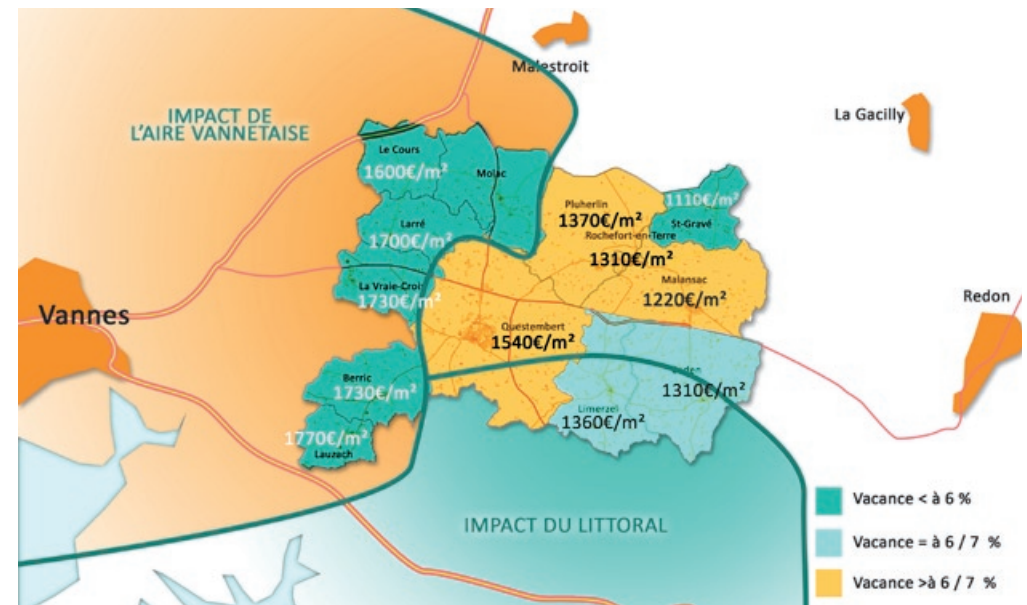 Malestroit
La Gacilly
IMPACT DE
L'AIRE VANNETAISE
Le Cours
1600€/m²
Molac
Pluherlin
1370€/m²
1110€/m²
St-Gravé
Larré
1700€/m²
Rochefort-en-Terre
1310€/m²
Malansac
1220€/m²
La Vraie-Croix
1730€/m²
Vannes
Redon
Questembert
1540€/m²
Berric
1730€/m²
1310€/m²
Limerzel
1360€/m²
1770€/m²
Lauzach
IMPACT DU LITTORAL
Vacance < à 6 %
Vacance = à 6 / 7 %
Vacance >à 6 / 7 %